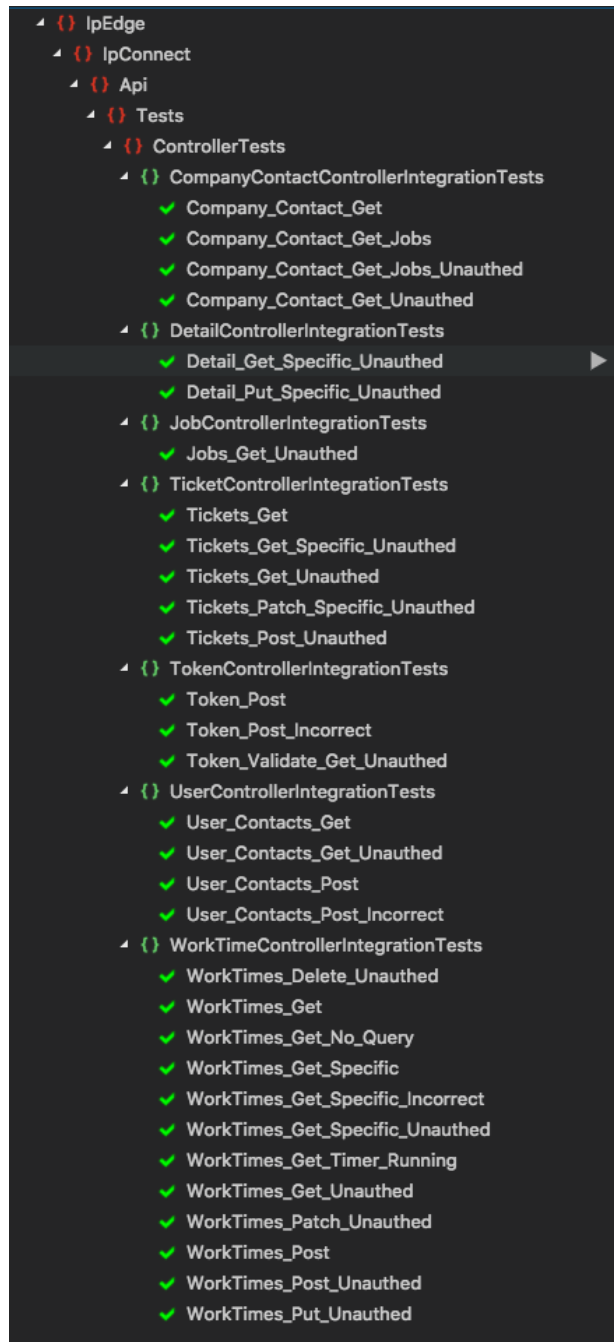 {} IpEdge
{} IpConnect
{} Api
{} Tests
{} ControllerTests
{} CompanyContactControllerIntegrationTests
Company_Contact_Get
Company_Contact_Get_Jobs
Company_Contact_Get_Jobs_Unauthed
Company_Contact_Get_Unauthed
{} DetailControllerIntegrationTests
Detail_Get_Specific_Unauthed
Detail_Put_Specific_Unauthed
{} JobControllerIntegrationTests
Jobs_Get_Unauthed
{} TicketControllerIntegrationTests
Tickets_Get
Tickets_Get_Specific_Unauthed
Tickets_Get_Unauthed
Tickets_Patch_Specific_Unauthed
Tickets_Post_Unauthed
{} TokenControllerIntegrationTests
Token_Post
Token_Post_Incorrect
Token_Validate_Get_Unauthed
{} UserControllerIntegrationTests
User_Contacts_Get
User_Contacts_Get_Unauthed
User_Contacts_Post
User_Contacts_Post_Incorrect
{} WorkTimeControllerIntegrationTests
WorkTimes_Delete_Unauthed
WorkTimes_Get
WorkTimes_Get_No_Query
WorkTimes_Get_Specific
WorkTimes_Get_Specific_Incorrect
WorkTimes_Get_Specific_Unauthed
WorkTimes_Get_Timer_Running
WorkTimes_Get_Unauthed
WorkTimes_Patch_Unauthed
WorkTimes_Post
WorkTimes_Post_Unauthed
WorkTimes_Put_Unauthed